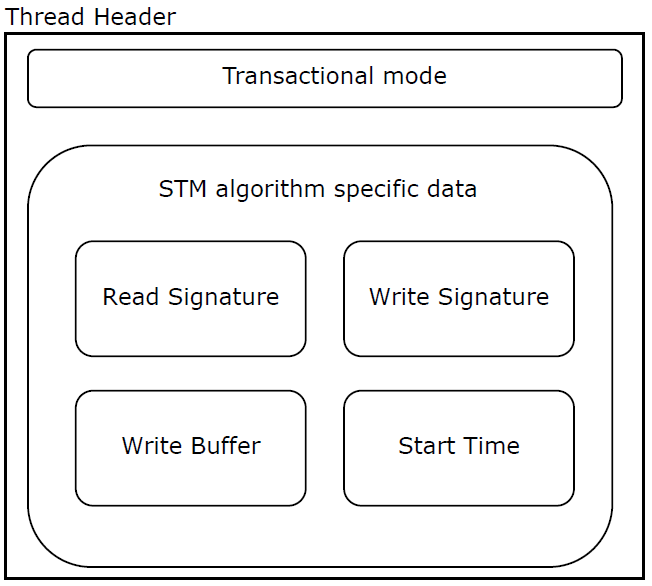 Thread Header
Transactional mode
STM algorithm specific data
Read Signature
Write Signature
Write Buffer
Start Time